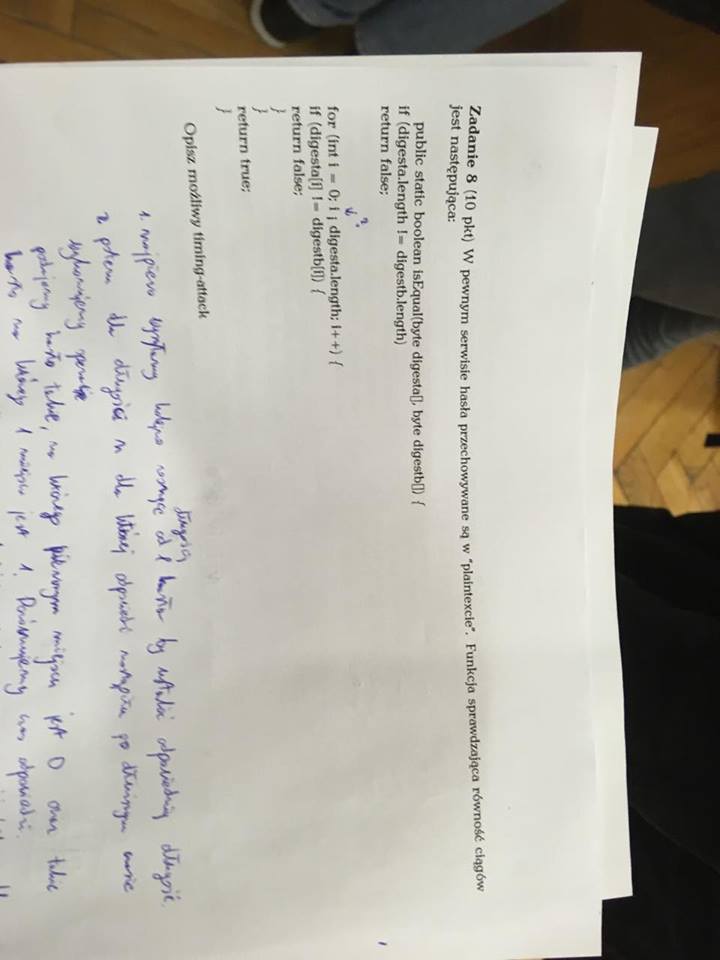 Zadanie 8 (10 pkt) W pewnym serwisie hasła przechowywane są w "plaintexcie". Funkcja sprawdzająca równość ciągów
jest następująca:
public static boolean isEqual(byte digesta[], byte digestb[]) {
if (digesta.length != digestb.length)
return false;
?
for (int i = 0; i ¡ digesta.length; i++) {
if (digesta[i] != digestb[i]) {
return false;
}
}
return true;
}
Opisz możliwy timing-attack
długością
1. najpierw wysyłamy kolejno rosnące od 1 hasła by ustalić odpowiednią długość.
2 potem dla długości n dla której odpowiedź nastąpiła po dłuższym czasie
wykonujemy operacje
podajemy hasło takie, na którego pierwszym miejscu jest 0 oraz takie
hasło na którego 1 miejscu jest 1. Porównujemy czas odpowiedzi.